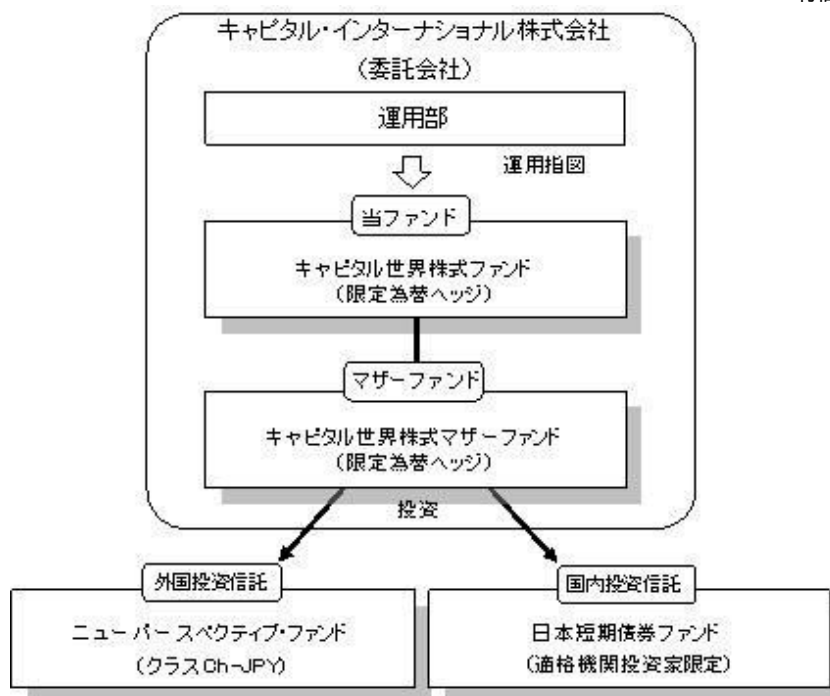 キャピタル・インターナショナル株式会社
（委託会社）
運用部
運用指図
当ファンド
キャピタル世界株式ファンド
（限定為替ヘッジ）
マザーファンド
キャピタル世界株式マザーファンド
（限定為替ヘッジ）
投資
外国投資信託
ニューパースペクティブ・ファンド
（クラスCh-JPY）
国内投資信託
日本短期債券ファンド
（適格機関投資家限定）